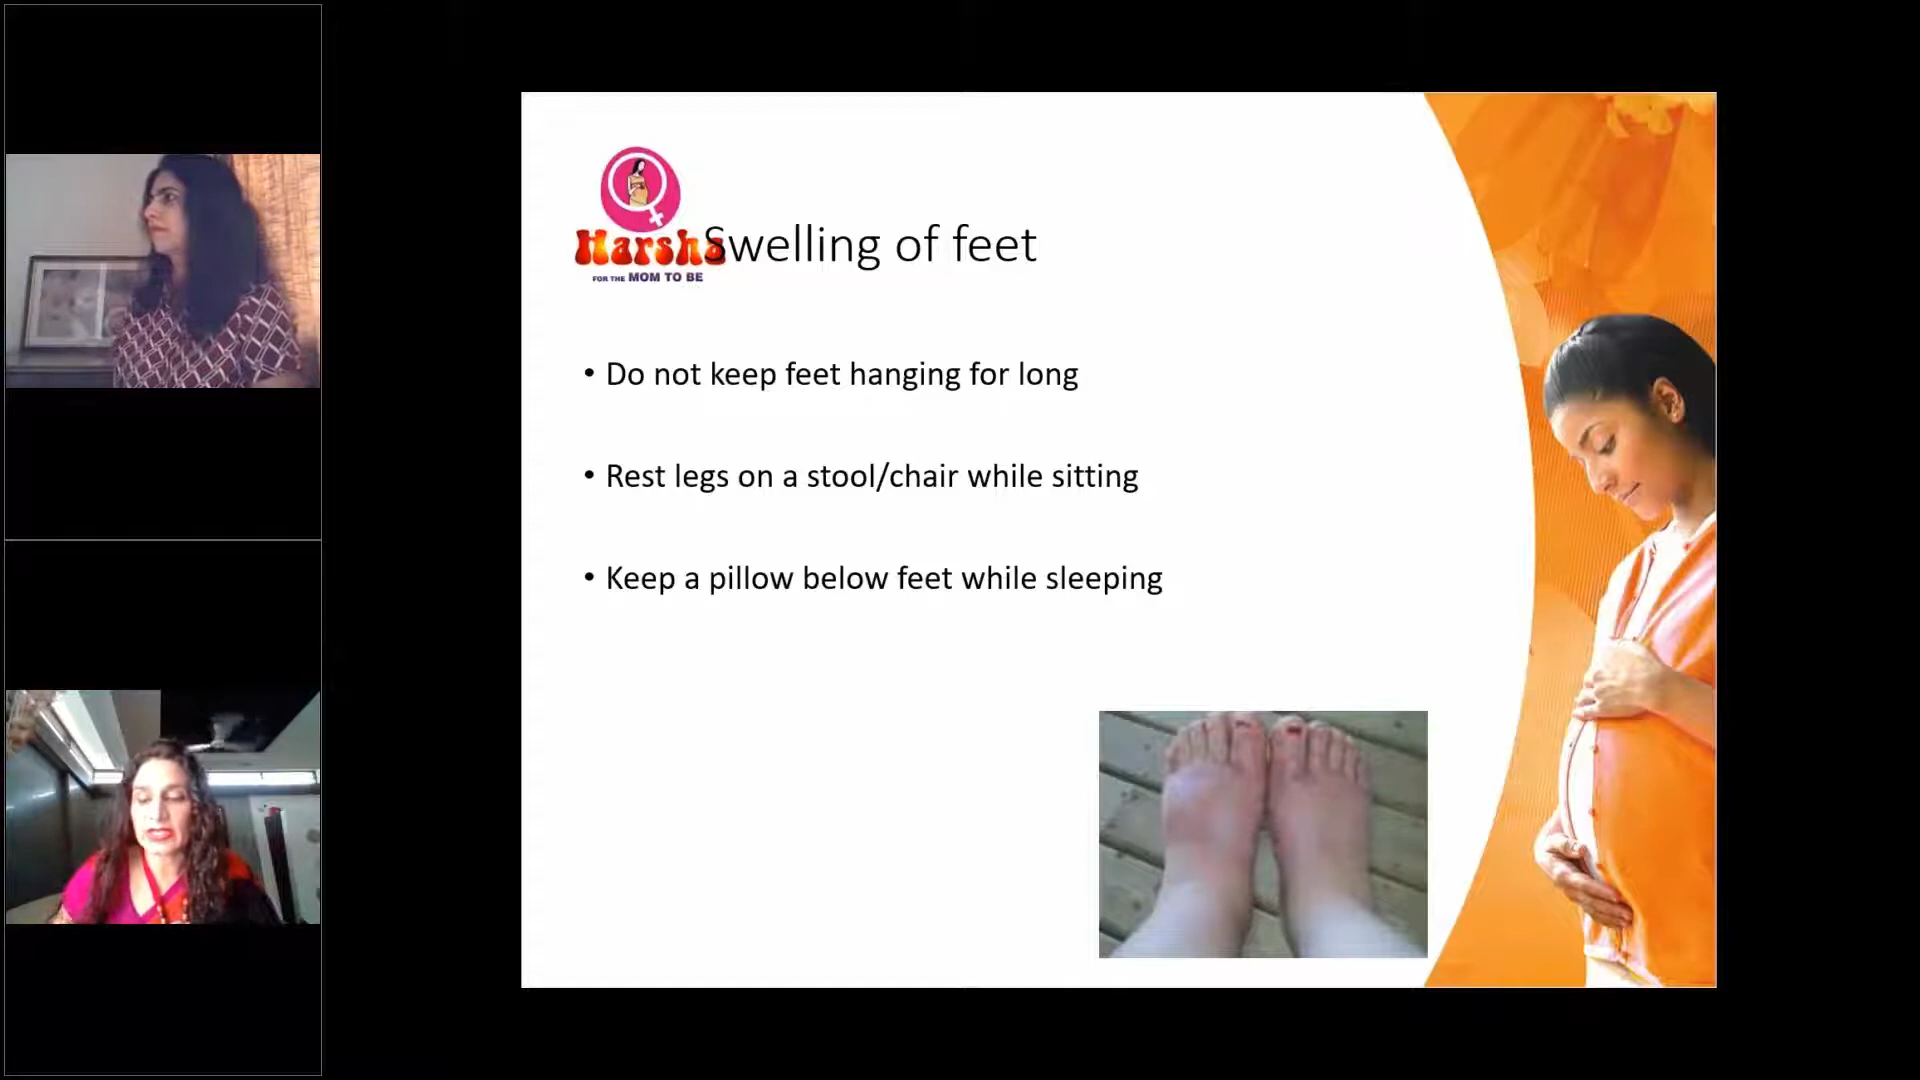 Harsha
FOR THE MOM TO BE
Swelling of feet
• Do not keep feet hanging for long
• Rest legs on a stool/chair while sitting
• Keep a pillow below feet while sleeping